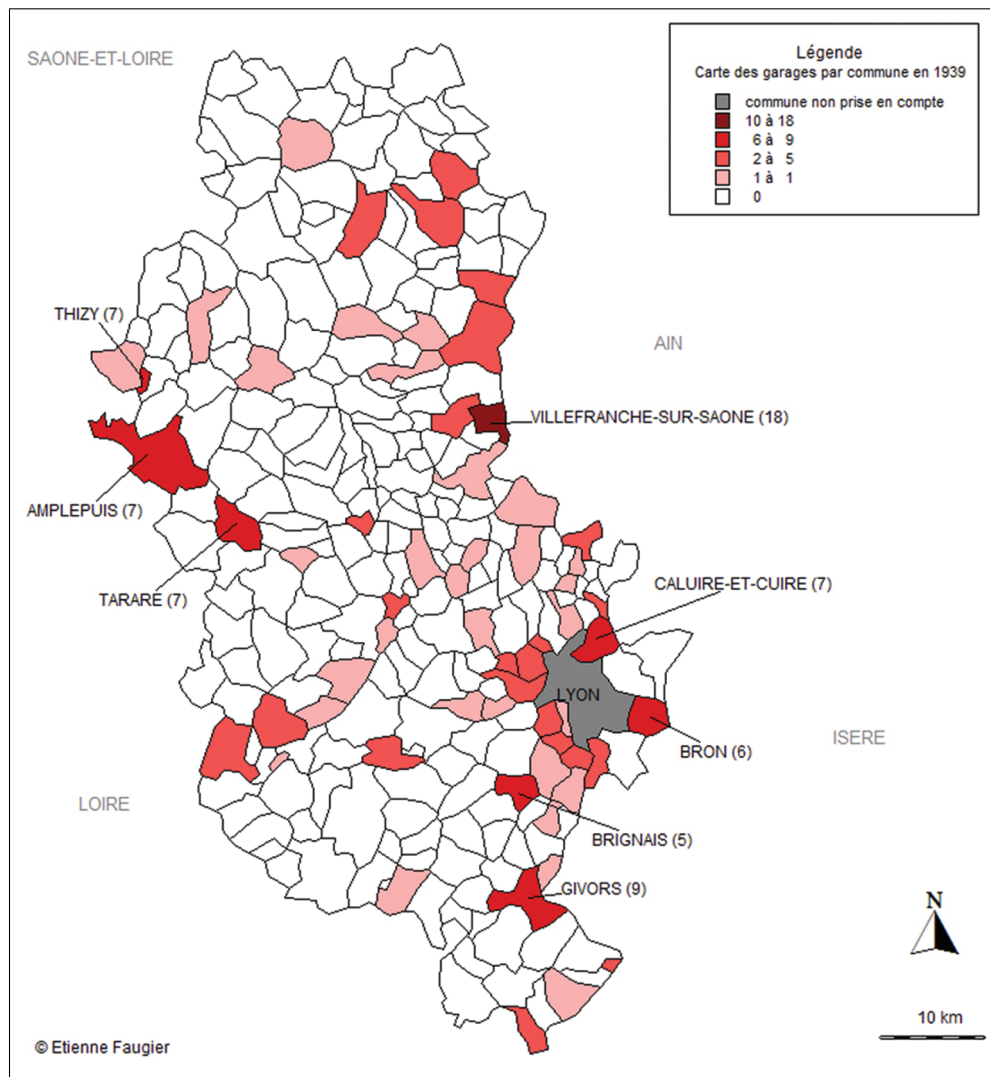 SAONE-ET-LOIRE
Légende
Carte des garages par commune en 1939
commune non prise en compte
10 à 18
6 à 9
2 à 5
1 à 1
0
THIZY (7)
AIN
VILLEFRANCHE-SUR-SAONE (18)
AMPLEPUIS (7)
TARARE (7)
CALUIRE-ET-CUIRE (7)
LYON
BRON (6)
ISERE
LOIRE
BRIGNAIS (5)
GIVORS (9)
N
10 km
© Etienne Faugier